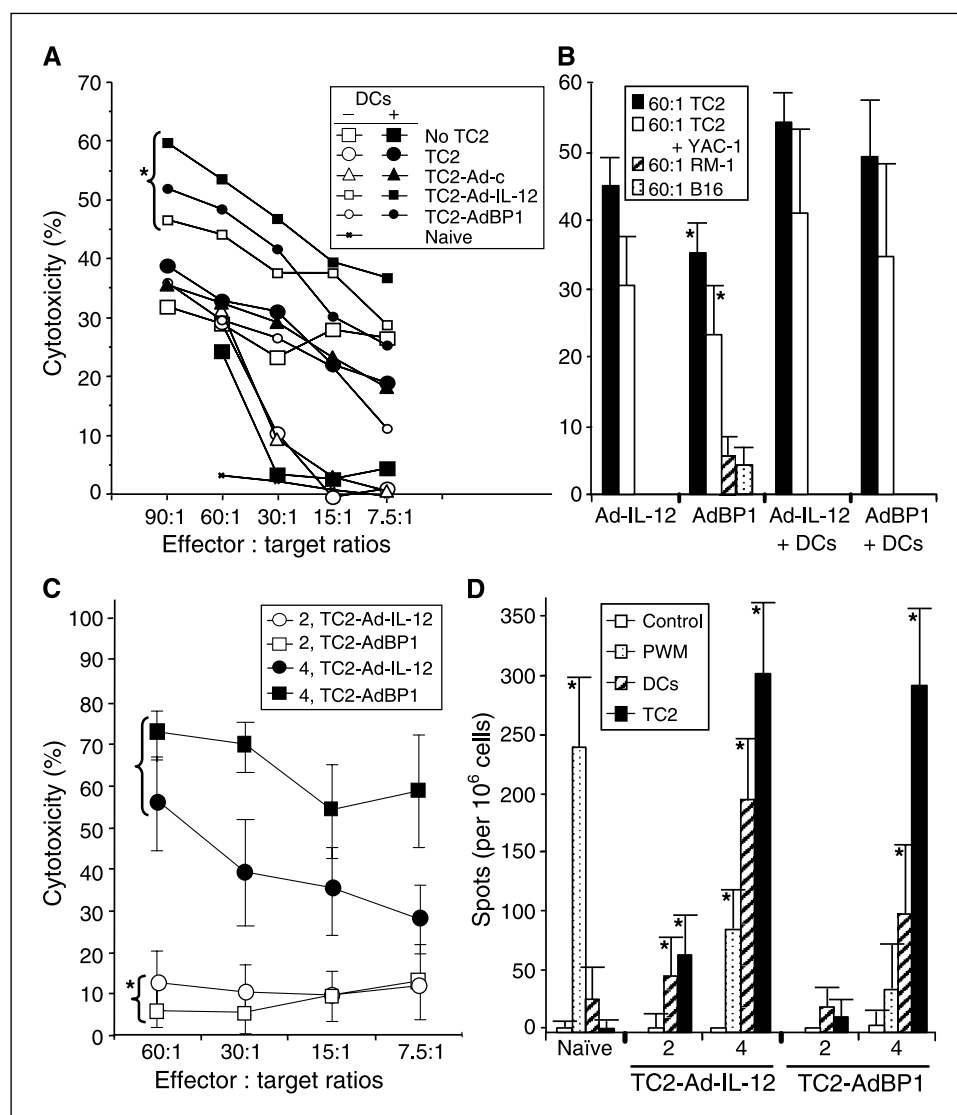 A
Cytotoxicity (%)
70
60
50
40
30
20
10
0
*
DCs
– +
No TC2
TC2
TC2-Ad-c
TC2-Ad-IL-12
TC2-AdBP1
Naive
90:1 60:1 30:1 15:1 7.5:1
Effector : target ratios
B
60
50
40
30
20
10
0
60:1 TC2
60:1 TC2
+ YAC-1
60:1 RM-1
60:1 B16
* *
Ad-IL-12 AdBP1 Ad-IL-12 AdBP1
+ DCs + DCs
C
Cytotoxicity (%)
100
90
80
70
60
50
40
30
20
10
0
2, TC2-Ad-IL-12
2, TC2-AdBP1
4, TC2-Ad-IL-12
4, TC2-AdBP1
*
60:1 30:1 15:1 7.5:1
Effector : target ratios
D
Spots (per 10⁶ cells)
350
300
250
200
150
100
50
0
Control
PWM
DCs
TC2
* * * * * * * *
Naïve 2 4 2 4
TC2-Ad-IL-12 TC2-AdBP1